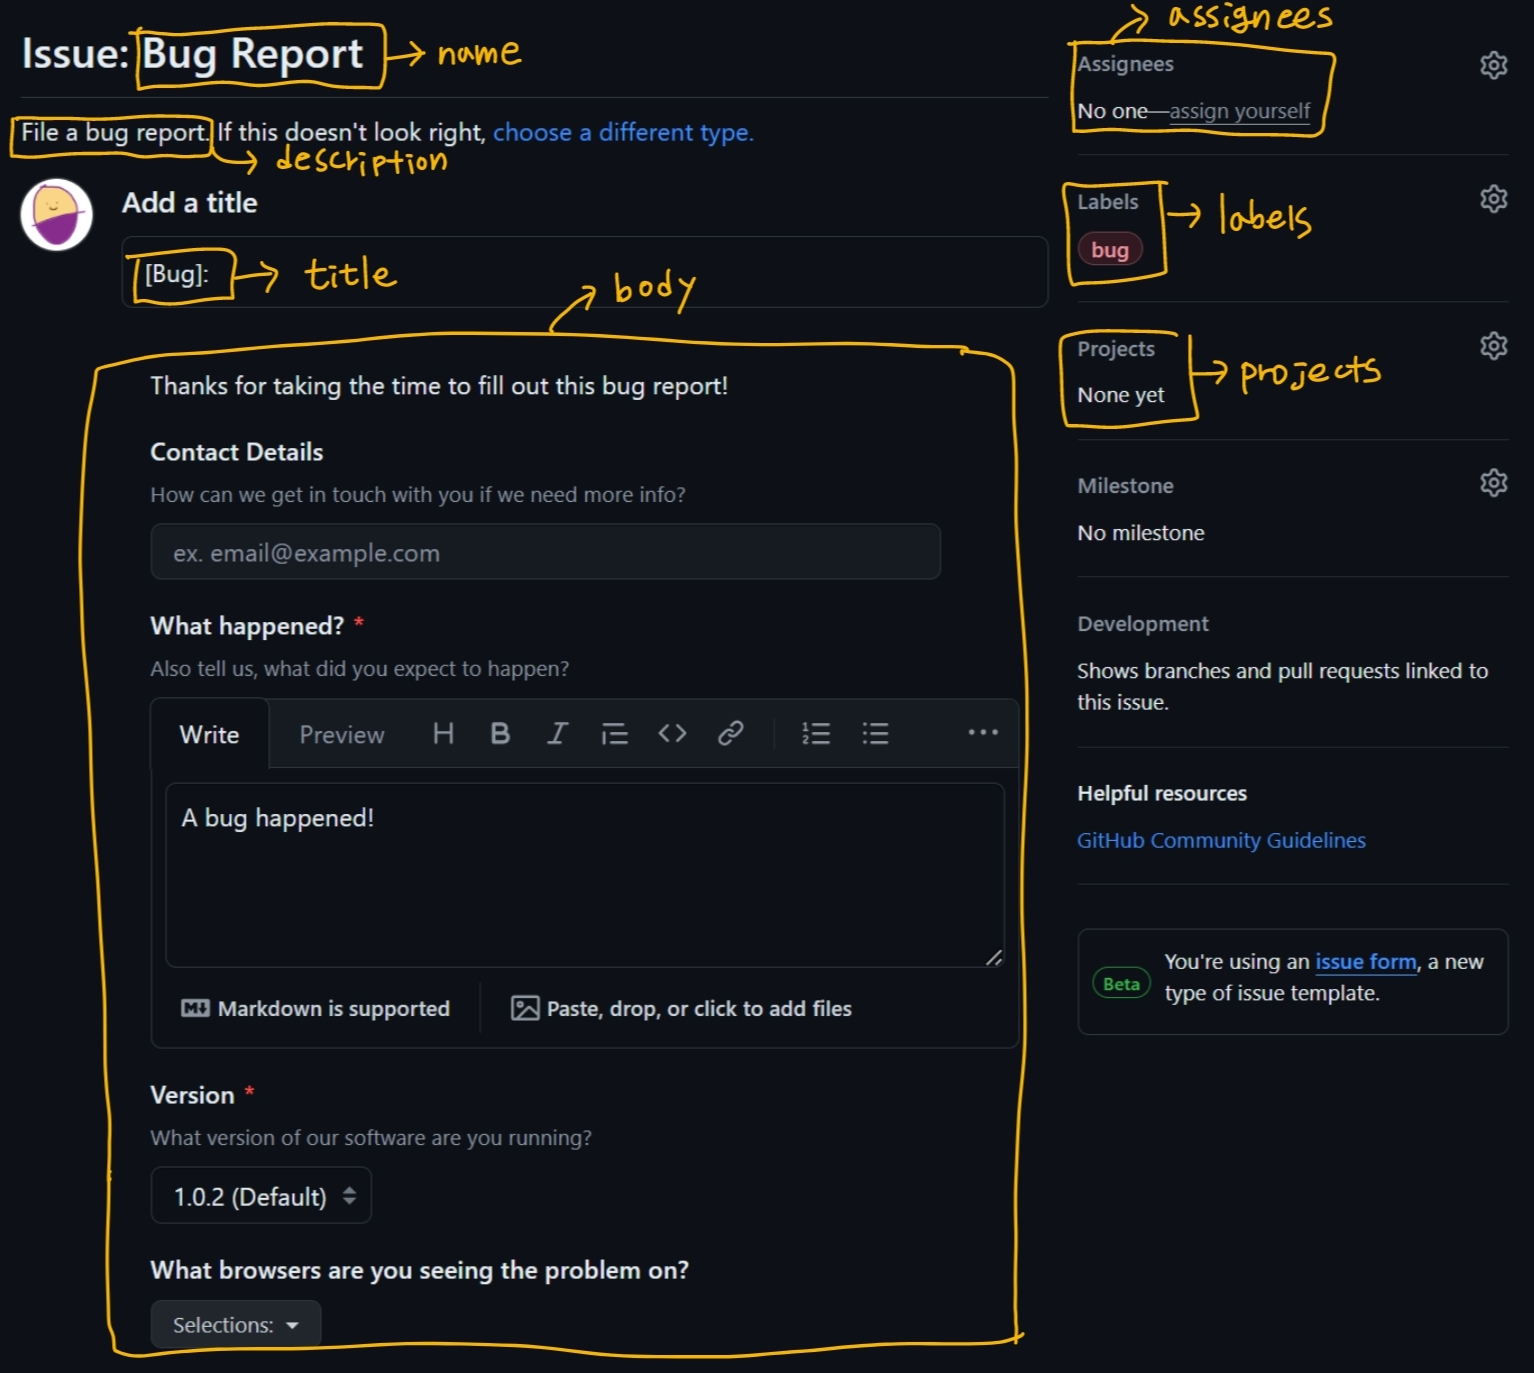 Issue: Bug Report → name
File a bug report. If this doesn't look right, choose a different type.
→ description
Add a title
[Bug]: → title
→ body
Thanks for taking the time to fill out this bug report!
Contact Details
How can we get in touch with you if we need more info?
ex. email@example.com
What happened? *
Also tell us, what did you expect to happen?
Write Preview H B I
A bug happened!
Markdown is supported
Paste, drop, or click to add files
Version *
What version of our software are you running?
1.0.2 (Default)
What browsers are you seeing the problem on?
Selections:
→ assignees
Assignees
No one—assign yourself
Labels → labels
bug
Projects → projects
None yet
Milestone
No milestone
Development
Shows branches and pull requests linked to
this issue.
Helpful resources
GitHub Community Guidelines
Beta
You're using an issue form, a new
type of issue template.